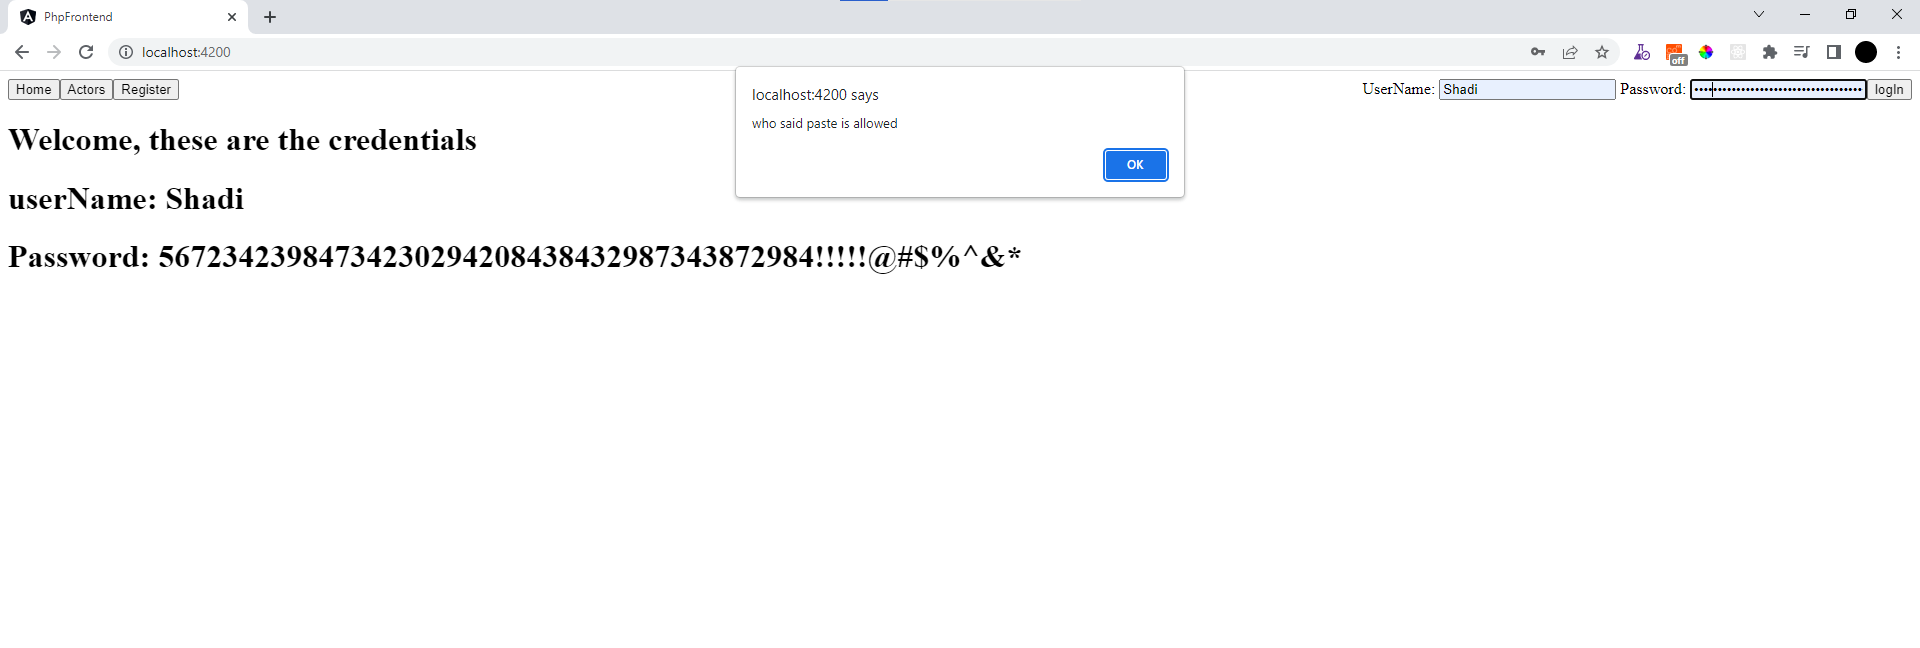 PhpFrontend
localhost:4200
off
Home Actors Register
UserName: Shadi Password: •••••••••••••••••••••••••••••••••••• logIn
localhost:4200 says
who said paste is allowed
OK
Welcome, these are the credentials
userName: Shadi
Password: 56723423984734230294208438432987343872984!!!!!@#$%^&*